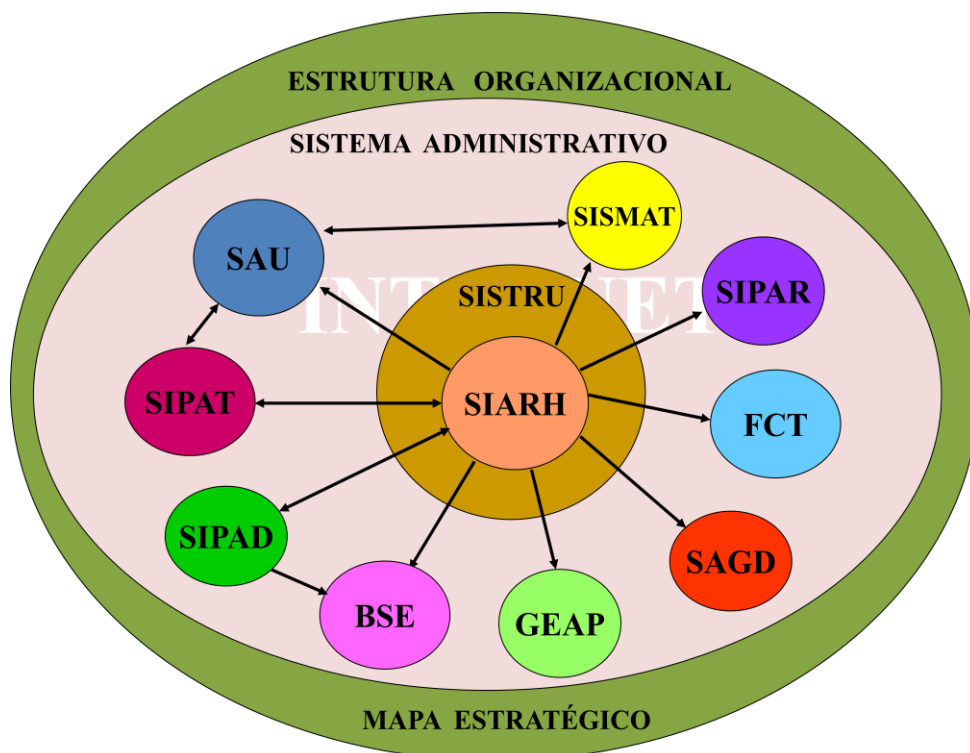 ESTRUTURA ORGANIZACIONAL
SISTEMA ADMINISTRATIVO
SISMAT
SAU
SIPAR
SISTRU
SIPAT
SIARH
FCT
SIPAD
SAGD
BSE
GEAP
MAPA ESTRATÉGICO